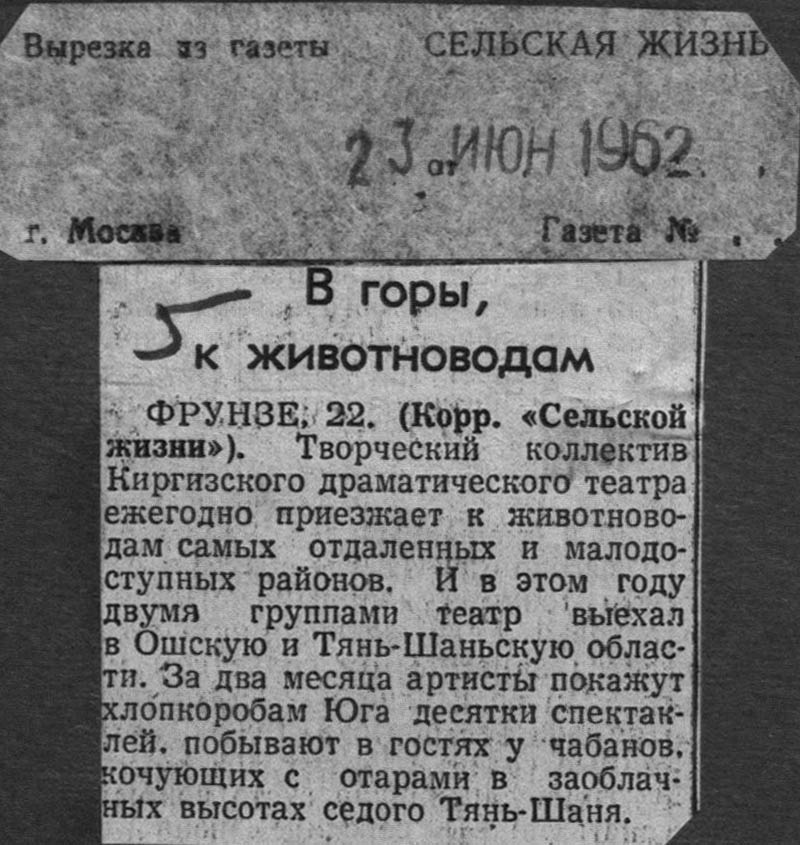 Вырезка из газеты СЕЛЬСКАЯ ЖИЗНЬ
23 от ИЮН 1962
г. Москва Газета № . .
5
В горы,
к животноводам
ФРУНЗЕ, 22. (Корр. «Сельской
жизни»). Творческий коллектив
Киргизского драматического театра
ежегодно приезжает к животново-
дам самых отдаленных и малодо-
ступных районов. И в этом году
двумя группами театр выехал
в Ошскую и Тянь-Шаньскую облас-
ти. За два месяца артисты покажут
хлопкоробам Юга десятки спектак-
лей, побывают в гостях у чабанов,
кочующих с отарами в заоблач-
ных высотах седого Тянь-Шаня.